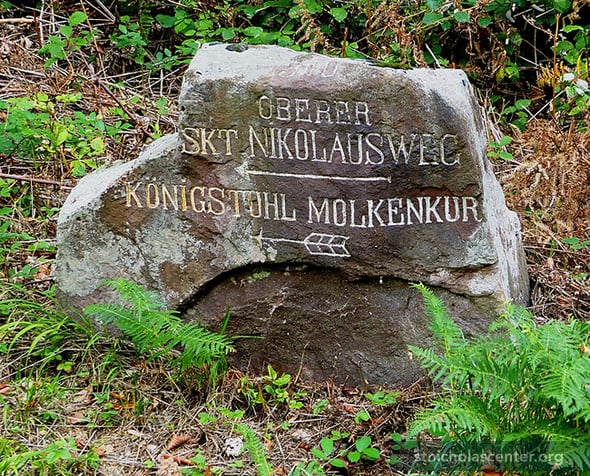 OBERER
SKT NIKOLAUSWEG
KÖNIGSTUHL MOLKENKUR
stnicholascenter.org